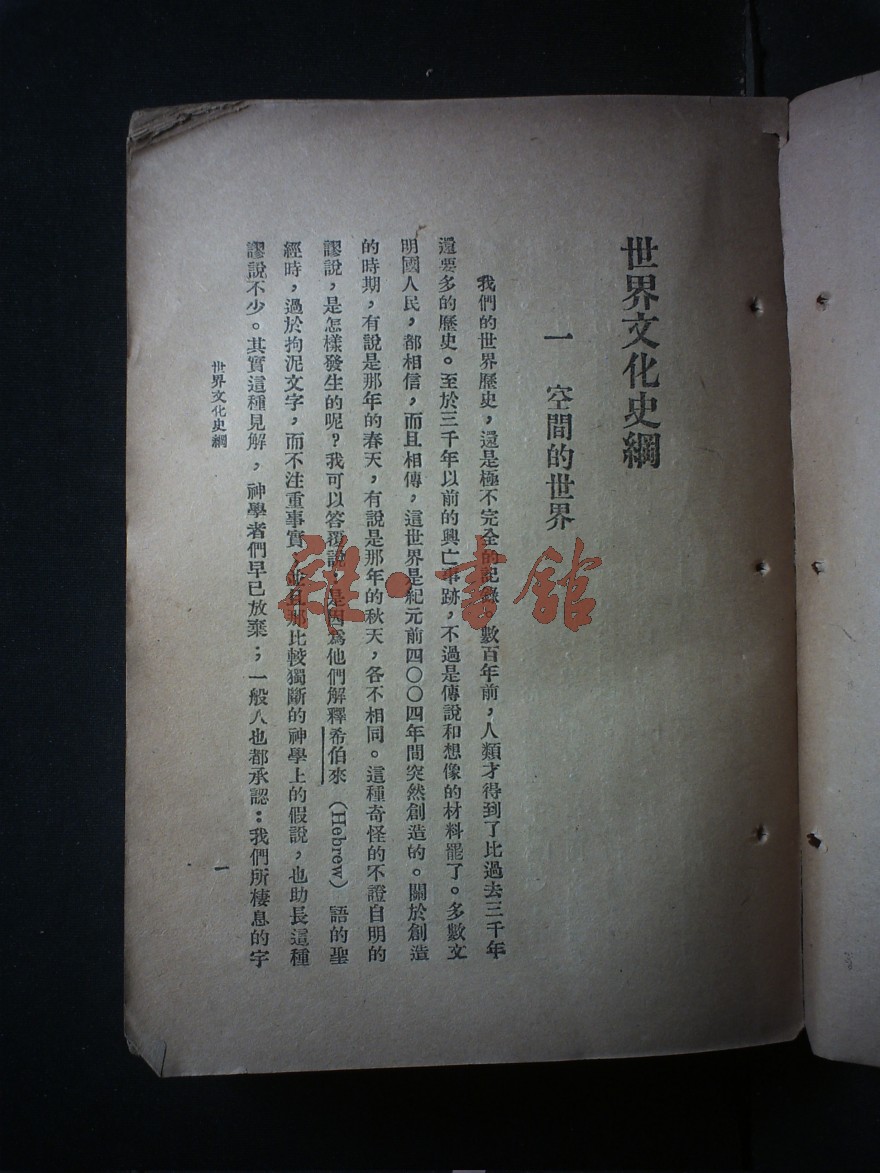 世界文化史綱
一　空間的世界
我們的世界歷史，還是極不完全的記錄。數百年前，人類才得到了比過去三千年
還要多的歷史。至於三千年以前的興亡事跡，不過是傳說和想像的材料罷了。多數文
明國人民，都相信，而且相傳，這世界是紀元前四〇〇四年間突然創造的。關於創造
的時期，有說是那年的春天，有說是那年的秋天，各不相同。這種奇怪的不證自明的
謬說，是怎樣發生的呢？我可以答覆說，是因爲他們解釋希伯來（Hebrew）語的聖
經時，過於拘泥文字，而不注重事實，並且那比較獨斷的神學上的假說，也助長這種
謬說不少。其實這種見解，神學者們早已放棄；一般人也都承認：我們所棲息的宇
世界文化史綱
一
雜·書館